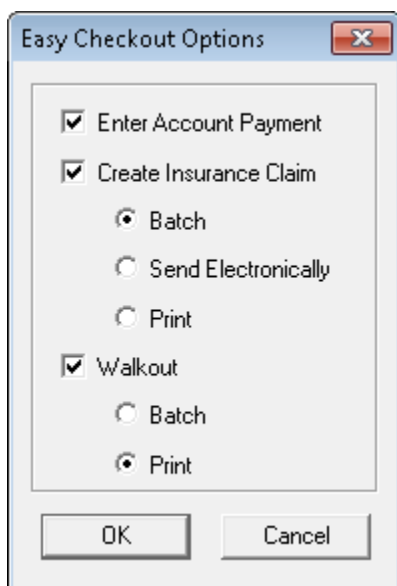 Easy Checkout Options
Enter Account Payment
Create Insurance Claim
Batch
Send Electronically
Print
Walkout
Batch
Print
OK Cancel